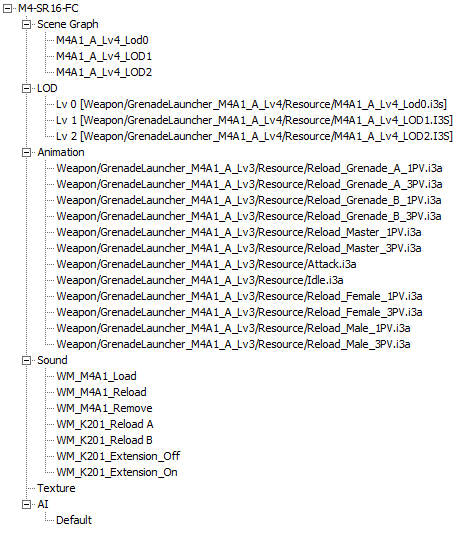 M4-SR16-FC
Scene Graph
M4A1_A_Lv4_Lod0
M4A1_A_Lv4_LOD1
M4A1_A_Lv4_LOD2
LOD
Lv 0 [Weapon/GrenadeLauncher_M4A1_A_Lv4/Resource/M4A1_A_Lv4_Lod0.i3s]
Lv 1 [Weapon/GrenadeLauncher_M4A1_A_Lv4/Resource/M4A1_A_Lv4_LOD1.I3S]
Lv 2 [Weapon/GrenadeLauncher_M4A1_A_Lv4/Resource/M4A1_A_Lv4_LOD2.I3S]
Animation
Weapon/GrenadeLauncher_M4A1_A_Lv3/Resource/Reload_Grenade_A_1PV.i3a
Weapon/GrenadeLauncher_M4A1_A_Lv3/Resource/Reload_Grenade_A_3PV.i3a
Weapon/GrenadeLauncher_M4A1_A_Lv3/Resource/Reload_Grenade_B_1PV.i3a
Weapon/GrenadeLauncher_M4A1_A_Lv3/Resource/Reload_Grenade_B_3PV.i3a
Weapon/GrenadeLauncher_M4A1_A_Lv3/Resource/Reload_Master_1PV.i3a
Weapon/GrenadeLauncher_M4A1_A_Lv3/Resource/Reload_Master_3PV.i3a
Weapon/GrenadeLauncher_M4A1_A_Lv3/Resource/Attack.i3a
Weapon/GrenadeLauncher_M4A1_A_Lv3/Resource/Idle.i3a
Weapon/GrenadeLauncher_M4A1_A_Lv3/Resource/Reload_Female_1PV.i3a
Weapon/GrenadeLauncher_M4A1_A_Lv3/Resource/Reload_Female_3PV.i3a
Weapon/GrenadeLauncher_M4A1_A_Lv3/Resource/Reload_Male_1PV.i3a
Weapon/GrenadeLauncher_M4A1_A_Lv3/Resource/Reload_Male_3PV.i3a
Sound
WM_M4A1_Load
WM_M4A1_Reload
WM_M4A1_Remove
WM_K201_Reload A
WM_K201_Reload B
WM_K201_Extension_Off
WM_K201_Extension_On
Texture
AI
Default